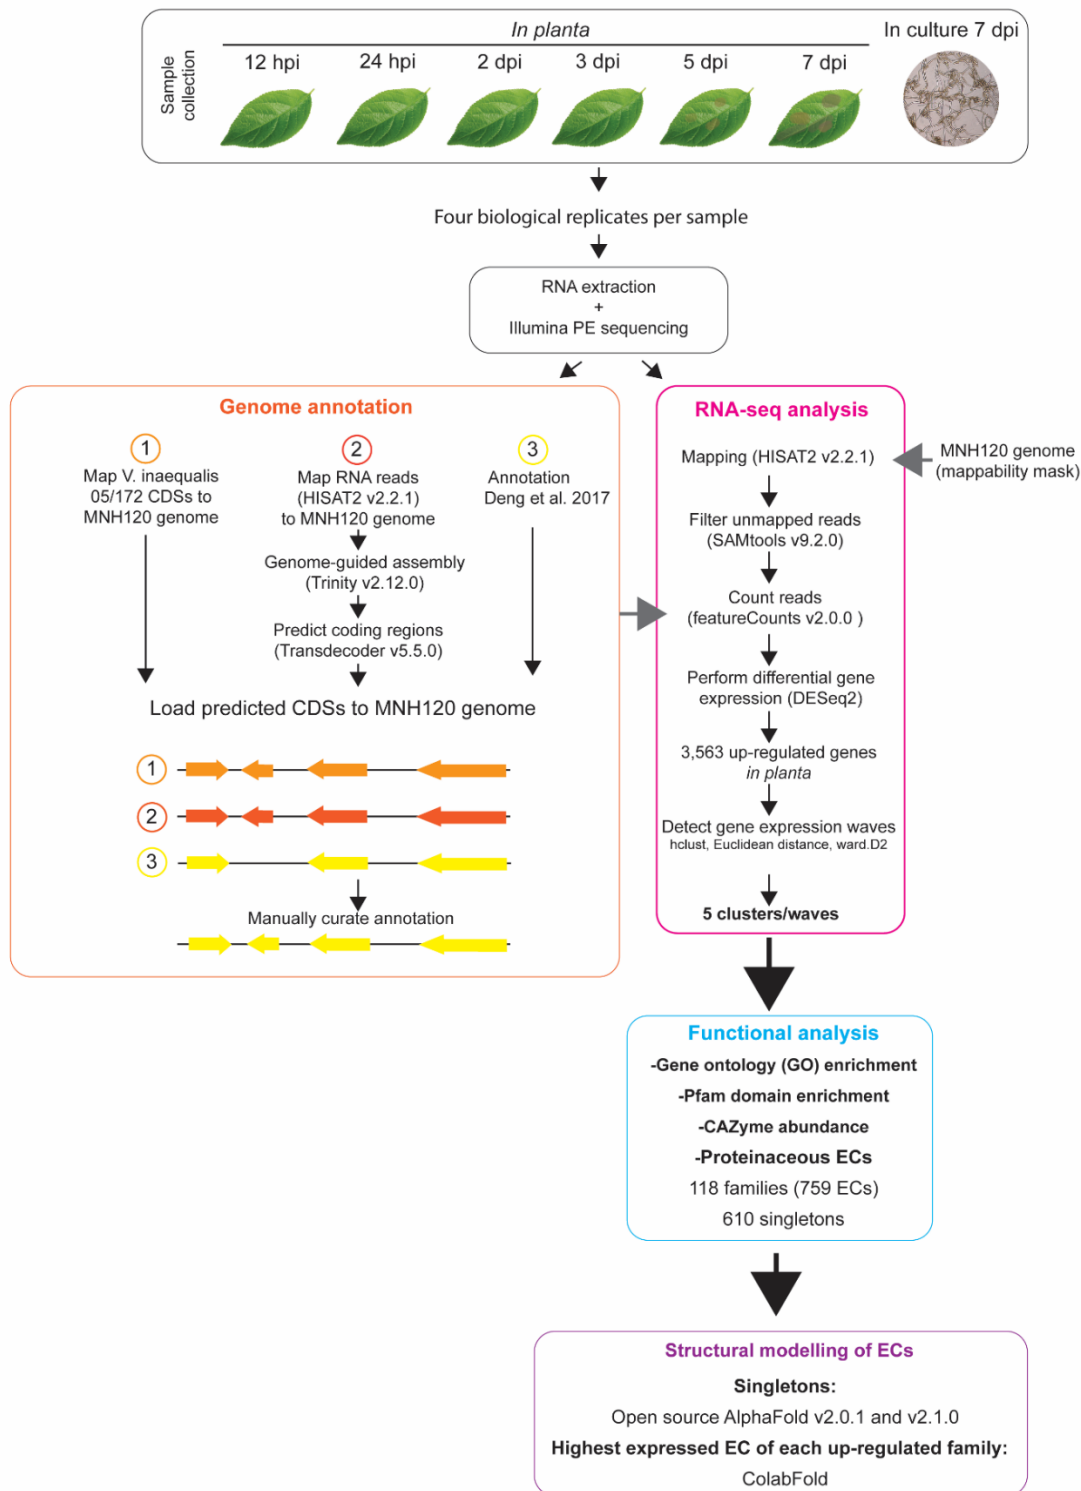 Sample
collection
In planta
In culture 7 dpi
12 hpi
24 hpi
2 dpi
3 dpi
5 dpi
7 dpi
Four biological replicates per sample
RNA extraction
+
Illumina PE sequencing
Genome annotation
1
Map V. inaequalis
05/172 CDSs to
MNH120 genome
2
Map RNA reads
(HISAT2 v2.2.1)
to MNH120 genome
Genome-guided assembly
(Trinity v2.12.0)
Predict coding regions
(Transdecoder v5.5.0)
3
Annotation
Deng et al. 2017
Load predicted CDSs to MNH120 genome
1
2
3
Manually curate annotation
RNA-seq analysis
Mapping (HISAT2 v2.2.1)
MNH120 genome
(mappability mask)
Filter unmapped reads
(SAMtools v9.2.0)
Count reads
(featureCounts v2.0.0 )
Perform differential gene
expression (DESeq2)
3,563 up-regulated genes
in planta
Detect gene expression waves
hclust, Euclidean distance, ward.D2
5 clusters/waves
Functional analysis
-Gene ontology (GO) enrichment
-Pfam domain enrichment
-CAZyme abundance
-Proteinaceous ECs
118 families (759 ECs)
610 singletons
Structural modelling of ECs
Singletons:
Open source AlphaFold v2.0.1 and v2.1.0
Highest expressed EC of each up-regulated family:
ColabFold